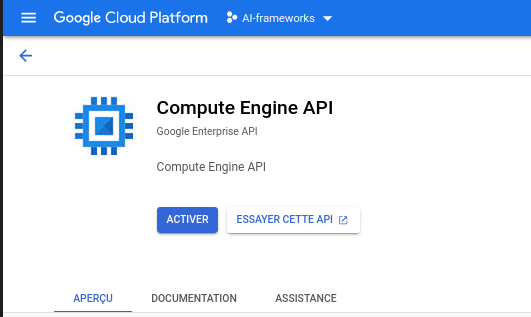 Google Cloud Platform AI-frameworks
Compute Engine API
Google Enterprise API
Compute Engine API
ACTIVER ESSAYER CETTE API
APERÇU DOCUMENTATION ASSISTANCE